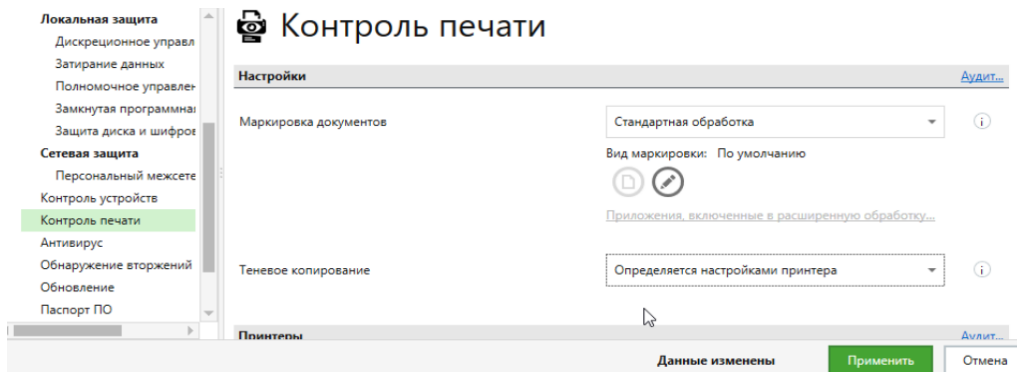 Локальная защита
Дискреционное управл
Затирание данных
Полномочное управлен
Замкнутая программна
Защита диска и шифров
Сетевая защита
Персональный межсете
Контроль устройств
Контроль печати
Антивирус
Обнаружение вторжений
Обновление
Паспорт ПО
Контроль печати
Настройки
Аудит...
Маркировка документов
Стандартная обработка
Вид маркировки: По умолчанию
Приложения, включенные в расширенную обработку...
Теневое копирование
Определяется настройками принтера
Принтеры
Аудит...
Данные изменены
Применить
Отмена